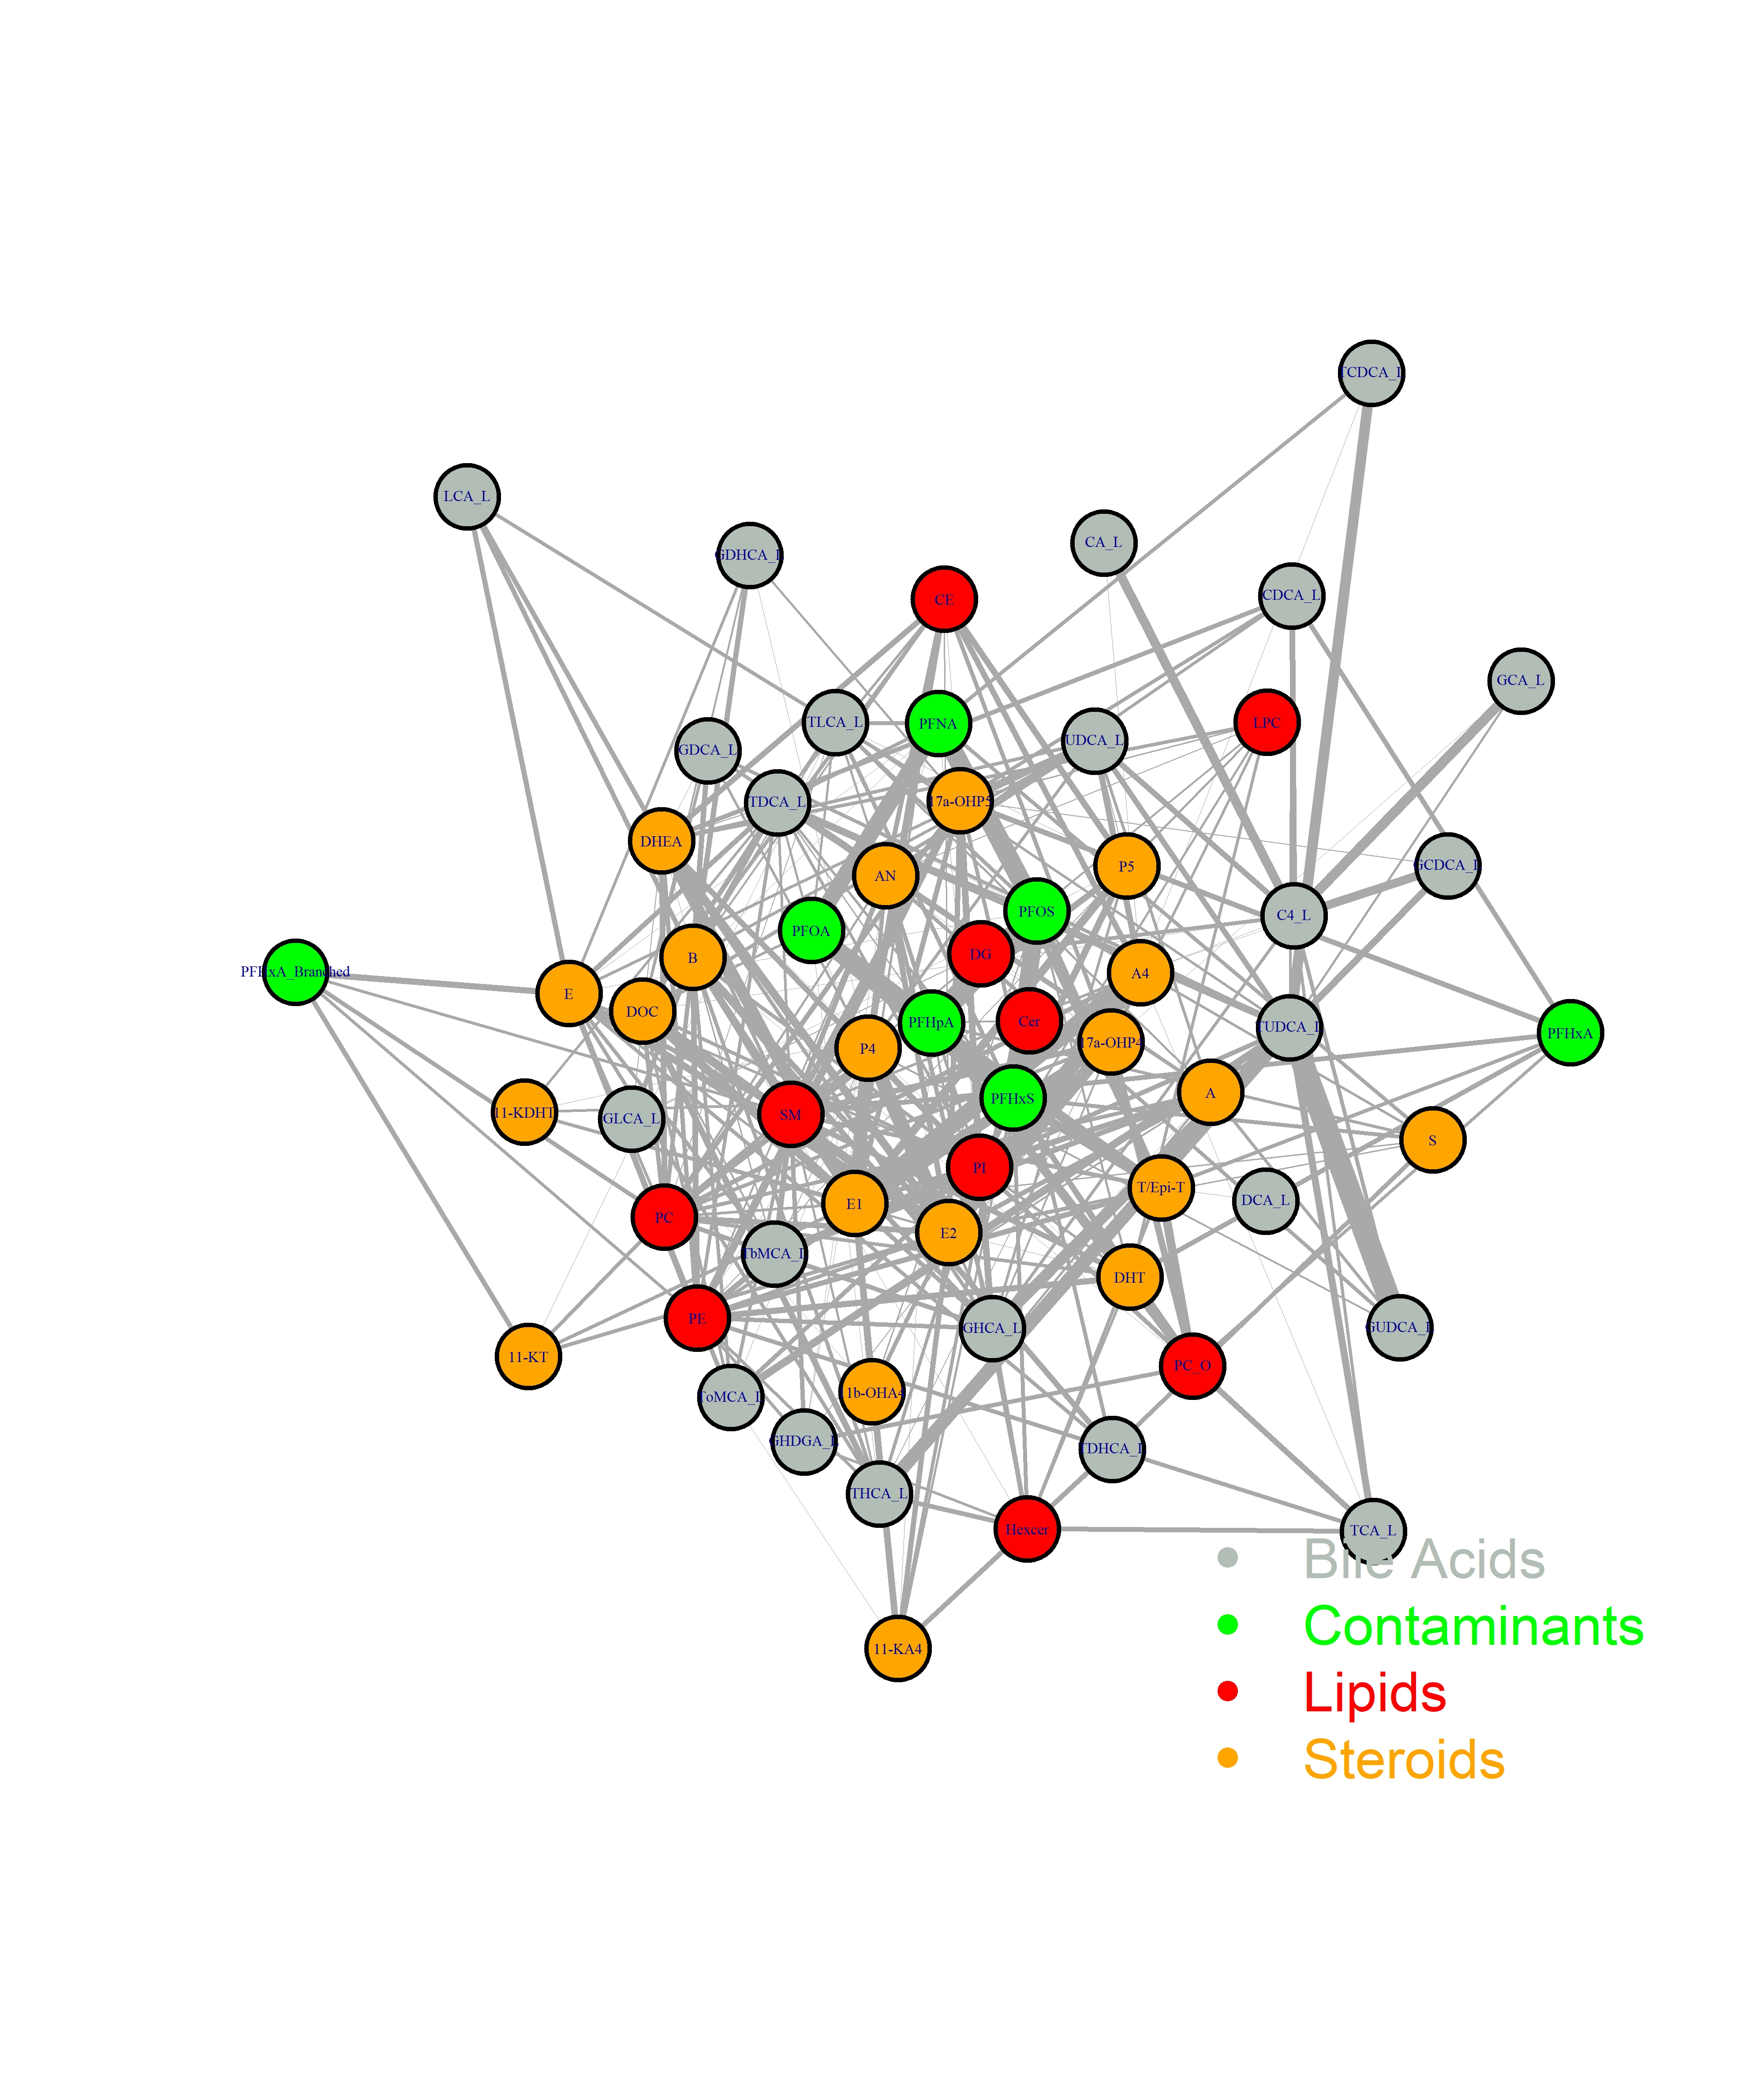 TCDCA_L
LCA_L
CA_L
GDHCA_L
CDCA_L
CE
GCA_L
TLCA_L
PFNA
LPC
UDCA_L
GDCA_L
TDCA_L
17a-OHP5
DHEA
P5
GCDCA_L
AN
PFOS
C4_L
PFOA
DG
B
PFHxA_Branched
A4
E
DOC
Cer
PFHpA
TUDCA_L
PFHxA
17a-OHP4
P4
A
PFHxS
11-KDHT
SM
GLCA_L
S
PI
T/Epi-T
DCA_L
E1
PC
E2
TbMCA_L
DHT
PE
GHCA_L
GUDCA_L
11-KT
PC_O
11b-OHA4
ToMCA_L
GHDGA_L
TDHCA_L
THCA_L
Hexcer
TCA_L
11-KA4
Bile Acids
Contaminants
Lipids
Steroids